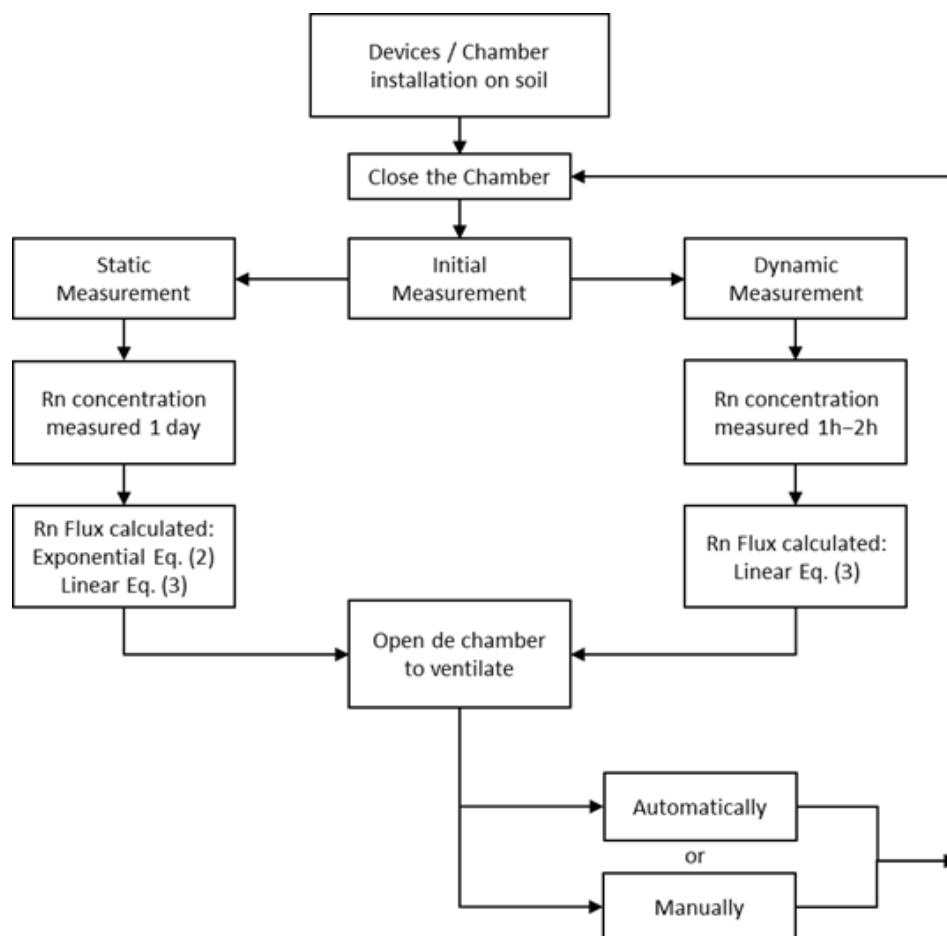 Devices / Chamber
installation on soil
Close the Chamber
Static
Measurement
Initial
Measurement
Dynamic
Measurement
Rn concentration
measured 1 day
Rn concentration
measured 1h–2h
Rn Flux calculated:
Exponential Eq. (2)
Linear Eq. (3)
Rn Flux calculated:
Linear Eq. (3)
Open de chamber
to ventilate
Automatically
or
Manually